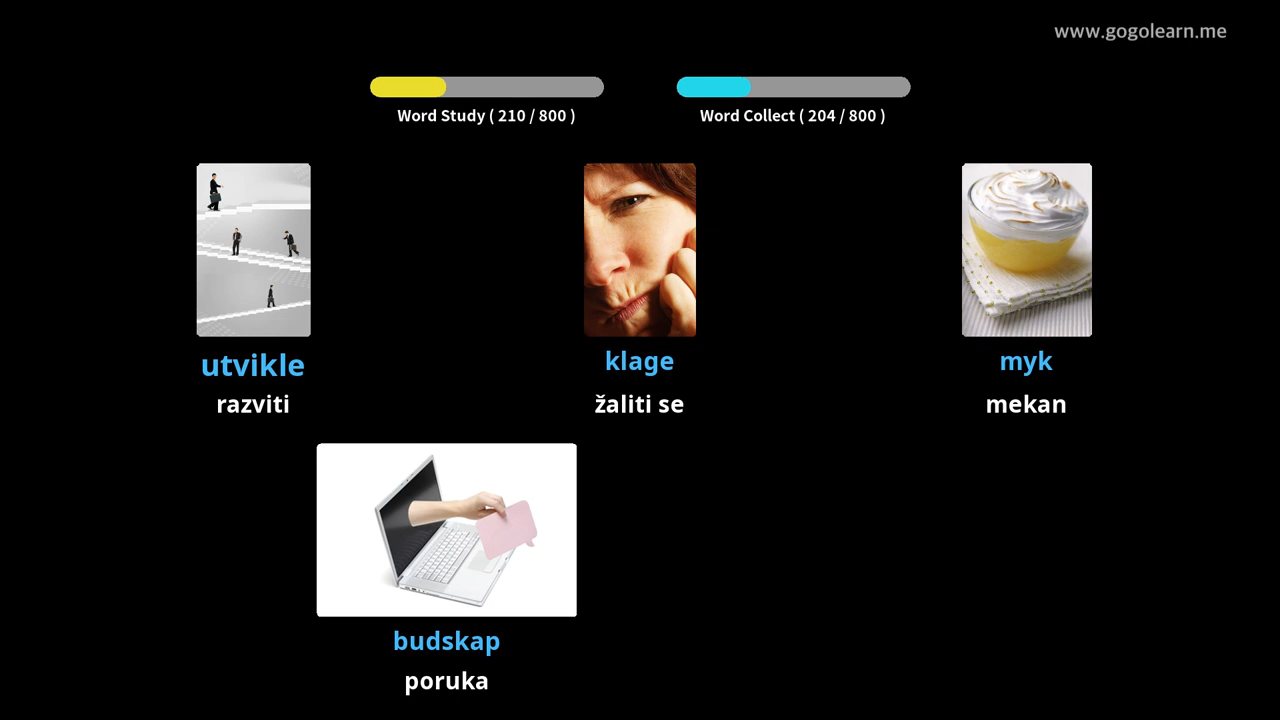 www.gogolearn.me
Word Study ( 210 / 800 )
Word Collect ( 204 / 800 )
utvikle
razviti
klage
žaliti se
myk
mekan
budskap
poruka